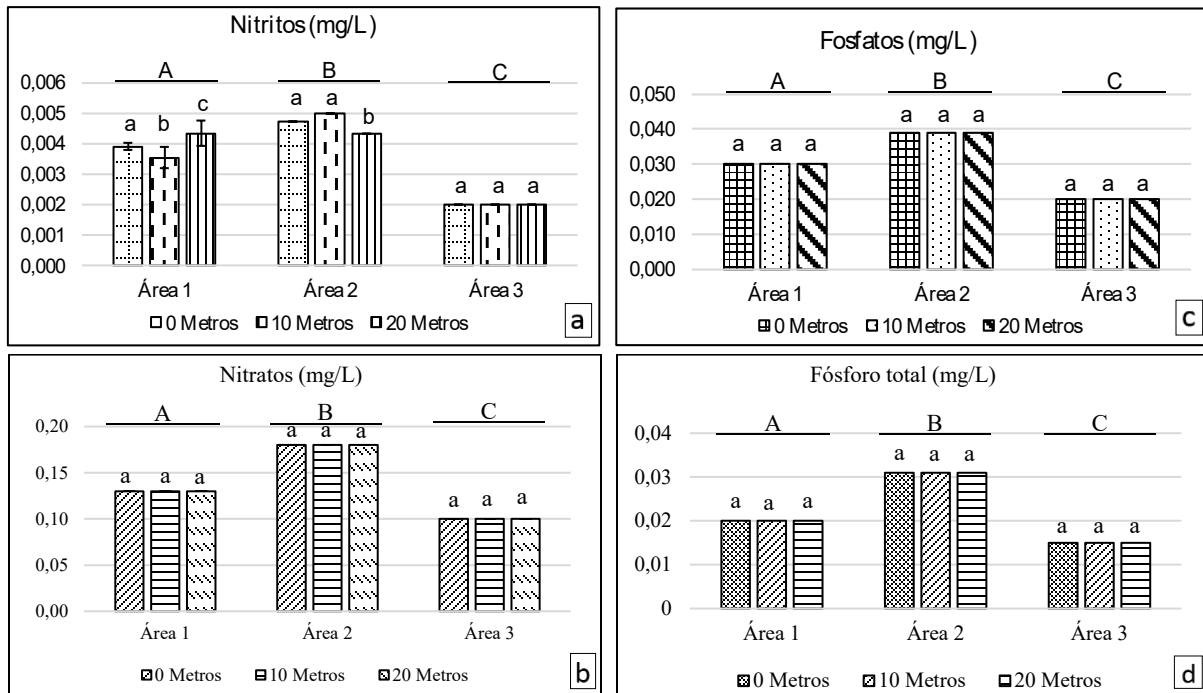 Nitritos (mg/L)
0,006
0,005
0,004
0,003
0,002
0,001
0,000
A
B
C
a b c
a a b
a a a
Área 1 Área 2 Área 3
0 Metros 10 Metros 20 Metros
a
Fosfatos (mg/L)
0,050
0,040
0,030
0,020
0,010
0,000
A
B
C
a a a
a a a
a a a
Área 1 Área 2 Área 3
0 Metros 10 Metros 20 Metros
c
Nitratos (mg/L)
0,20
0,15
0,10
0,05
0,00
A
B
C
a a a
a a a
a a a
Área 1 Área 2 Área 3
0 Metros 10 Metros 20 Metros
b
Fósforo total (mg/L)
0,04
0,03
0,02
0,01
0
A
B
C
a a a
a a a
a a a
Área 1 Área 2 Área 3
0 Metros 10 Metros 20 Metros
d